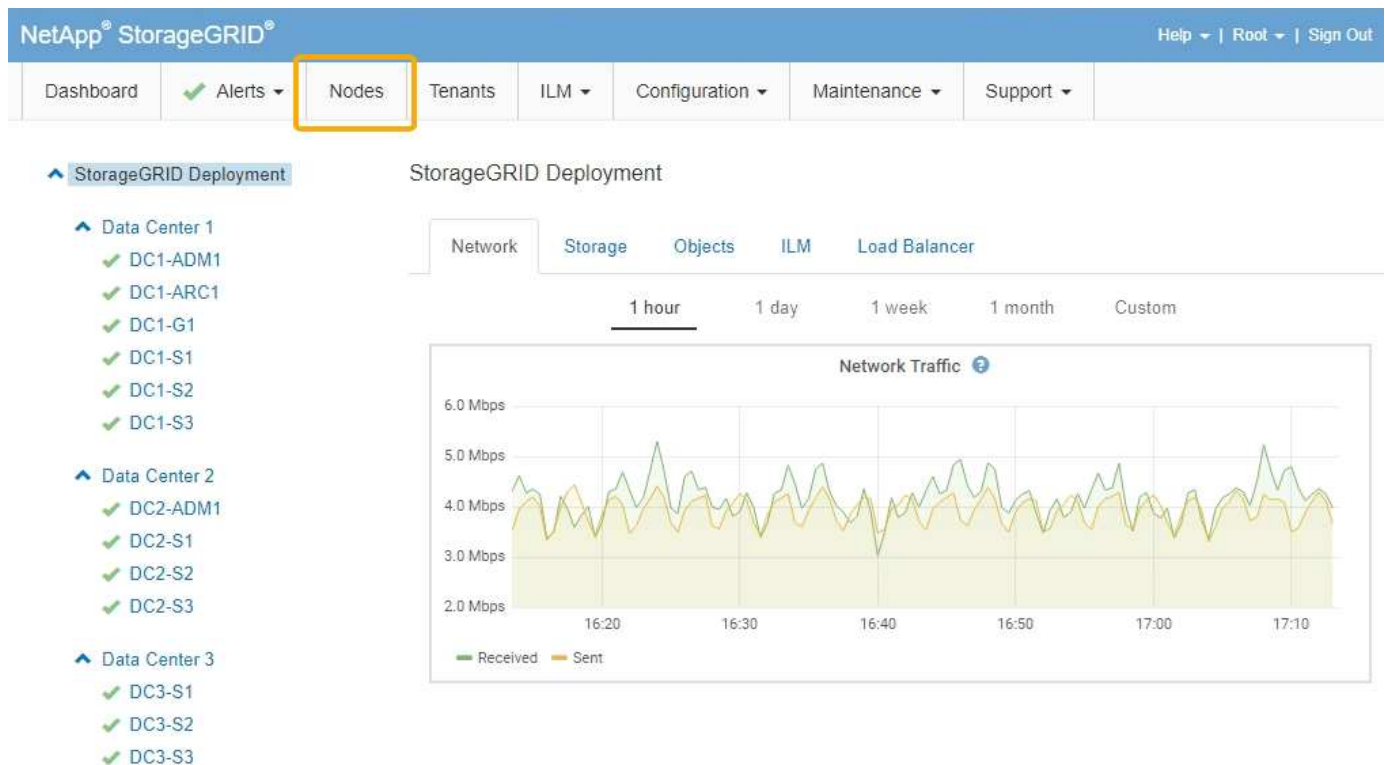 NetApp® StorageGRID®
Help | Root | Sign Out
Dashboard Alerts Nodes Tenants ILM Configuration Maintenance Support
StorageGRID Deployment
Data Center 1
DC1-ADM1
DC1-ARC1
DC1-G1
DC1-S1
DC1-S2
DC1-S3
Data Center 2
DC2-ADM1
DC2-S1
DC2-S2
DC2-S3
Data Center 3
DC3-S1
DC3-S2
DC3-S3
StorageGRID Deployment
Network Storage Objects ILM Load Balancer
1 hour 1 day 1 week 1 month Custom
Network Traffic ?
6.0 Mbps
5.0 Mbps
4.0 Mbps
3.0 Mbps
2.0 Mbps
16:20 16:30 16:40 16:50 17:00 17:10
Received Sent